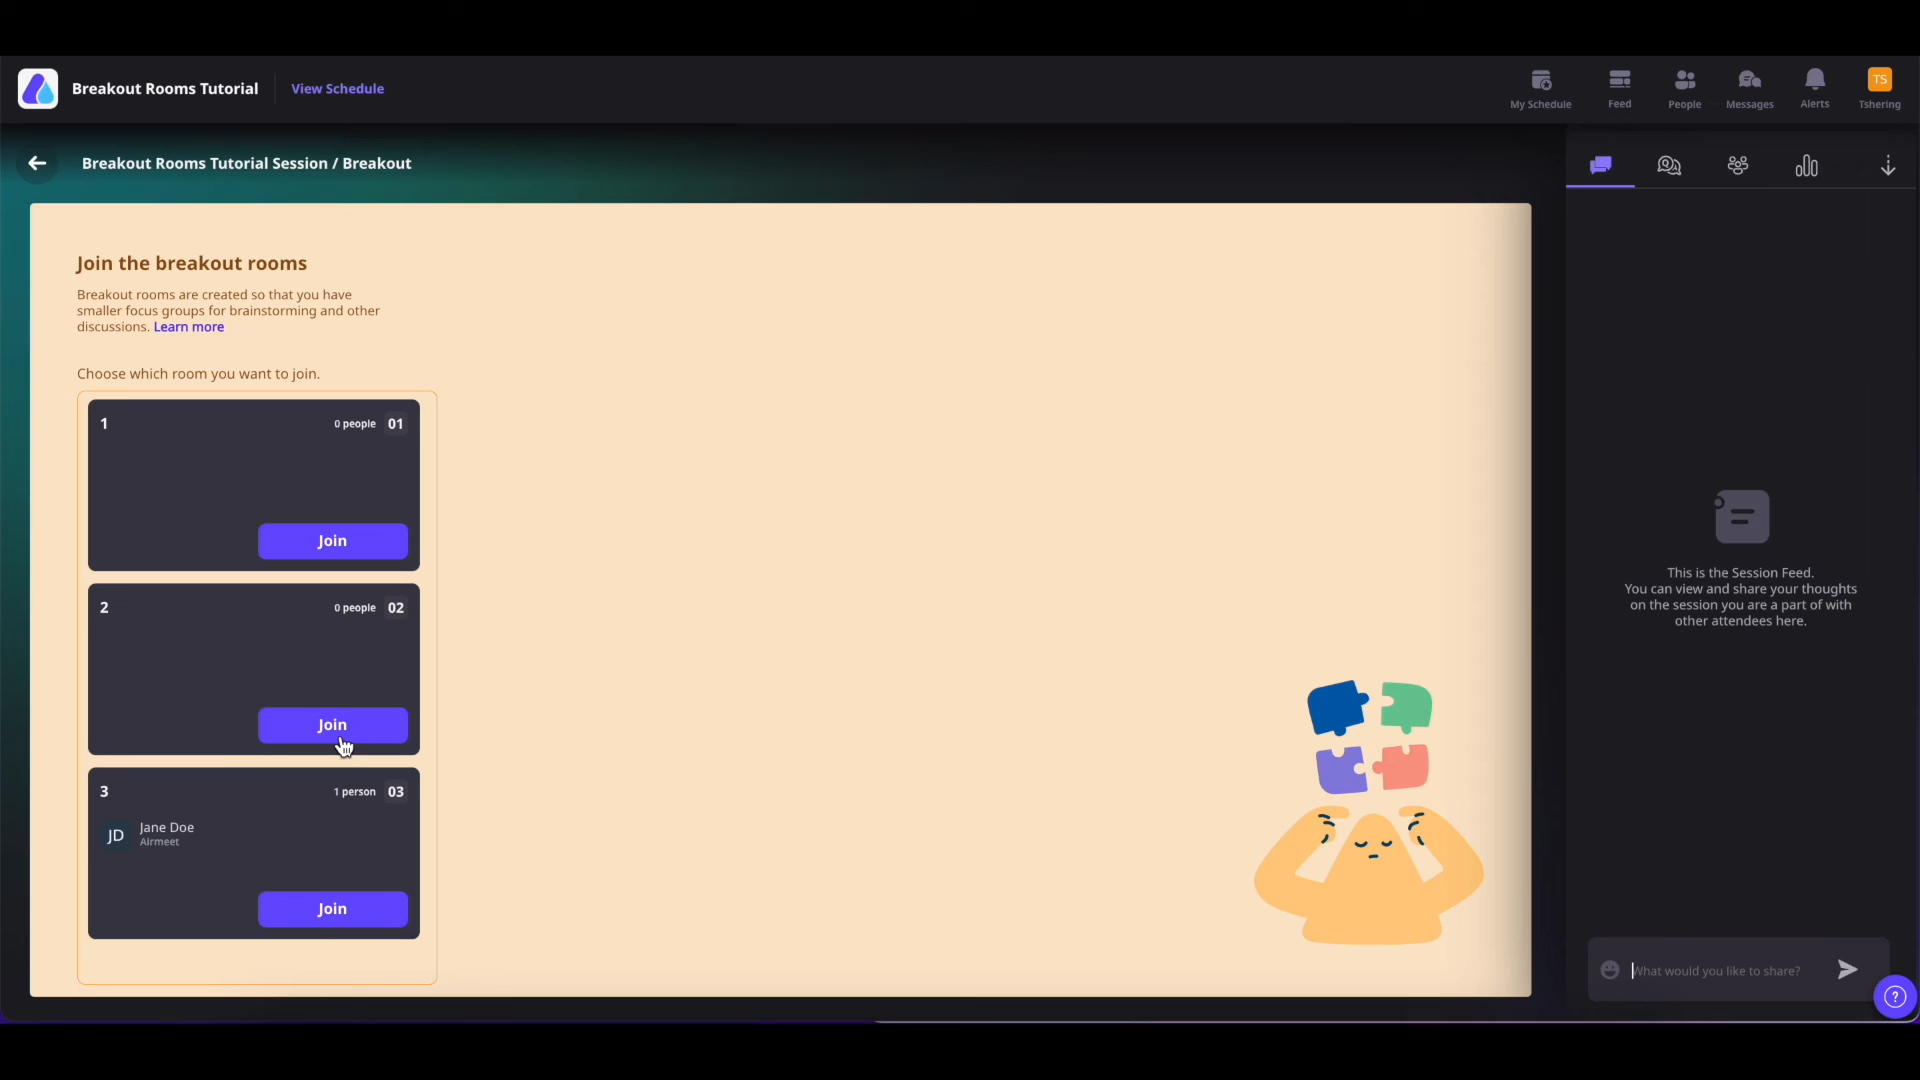 Breakout Rooms Tutorial
View Schedule
My Schedule
Feed
People
Messages
Alerts
TS
Tshering
Breakout Rooms Tutorial Session / Breakout
Join the breakout rooms
Breakout rooms are created so that you have
smaller focus groups for brainstorming and other
discussions. Learn more
Choose which room you want to join.
1
0 people
01
Join
2
0 people
02
Join
3
1 person
03
JD
Jane Doe
Airmeet
Join
This is the Session Feed.
You can view and share your thoughts
on the session you are a part of with
other attendees here.
What would you like to share?
?